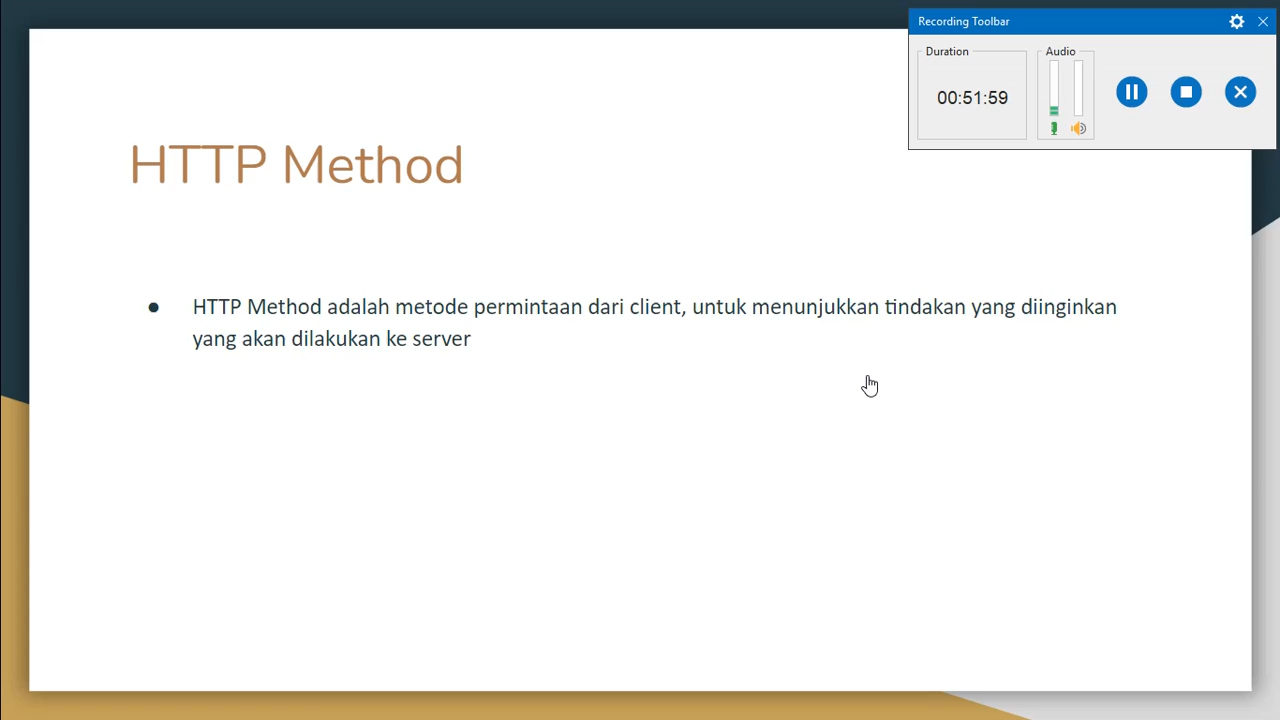 Recording Toolbar
Duration
Audio
00:51:59
HTTP Method
● HTTP Method adalah metode permintaan dari client, untuk menunjukkan tindakan yang diinginkan
yang akan dilakukan ke server